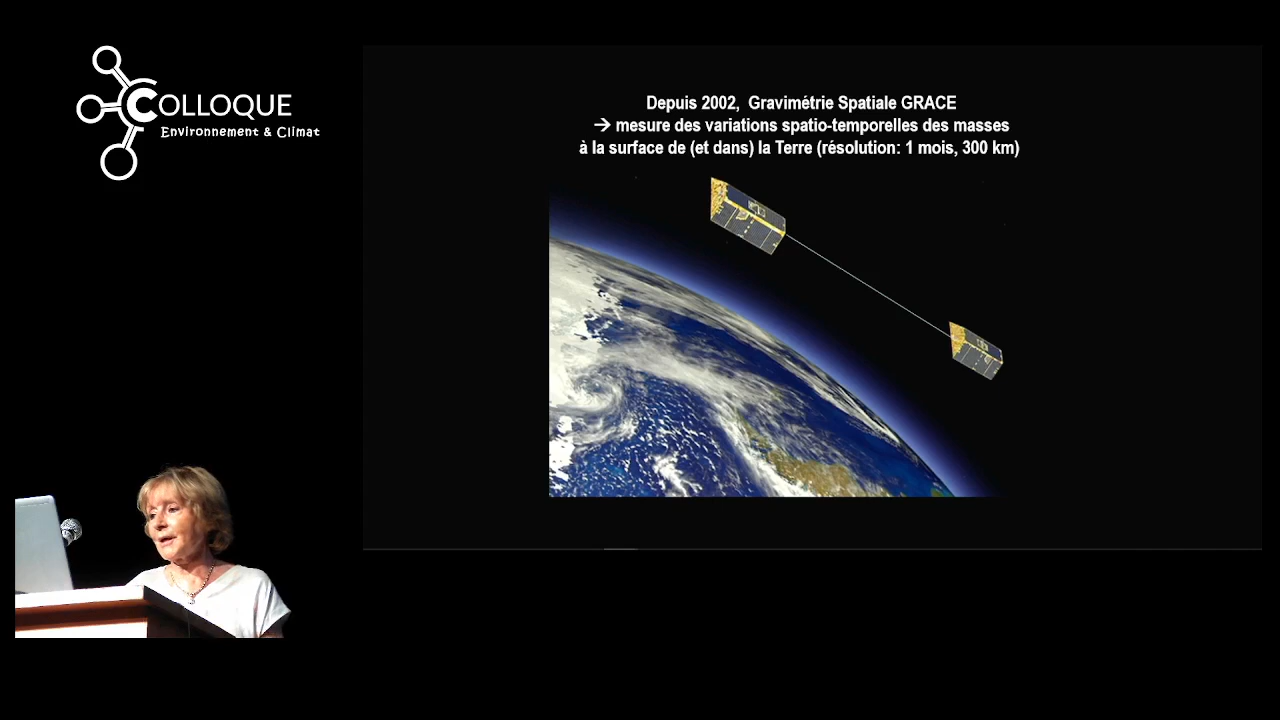 COLLOQUE
Environnement & Climat
Depuis 2002, Gravimétrie Spatiale GRACE
→ mesure des variations spatio-temporelles des masses
à la surface de (et dans) la Terre (résolution: 1 mois, 300 km)